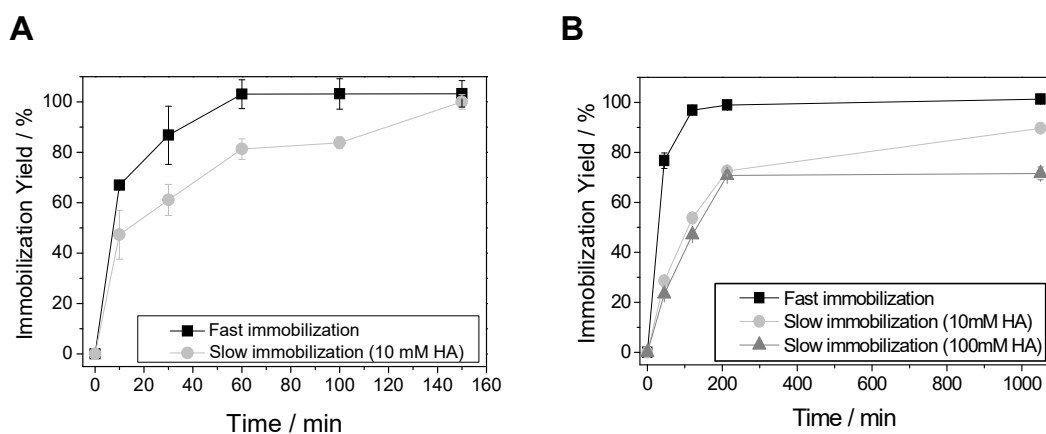 A
Immobilization Yield / %
100
80
60
40
20
0
Fast immobilization
Slow immobilization (10 mM HA)
0 20 40 60 80 100 120 140 160
Time / min
B
Immobilization Yield / %
100
80
60
40
20
0
Fast immobilization
Slow immobilization (10mM HA)
Slow immobilization (100mM HA)
0 200 400 600 800 1000
Time / min